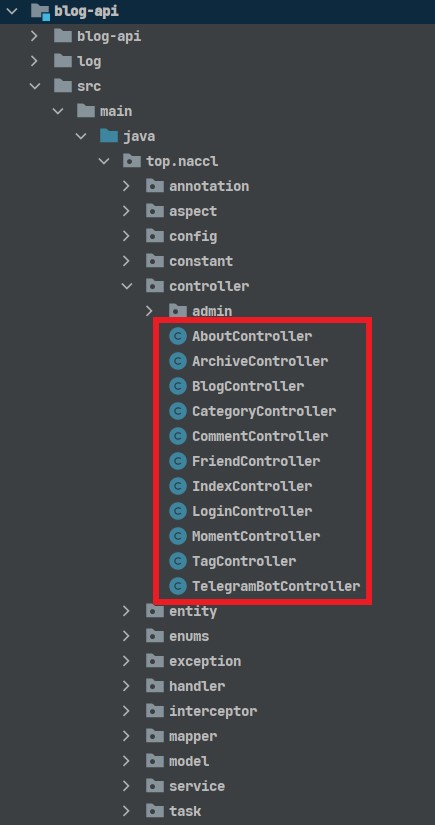 blog-api
blog-api
log
src
main
java
top.naccl
annotation
aspect
config
constant
controller
admin
AboutController
ArchiveController
BlogController
CategoryController
CommentController
FriendController
IndexController
LoginController
MomentController
TagController
TelegramBotController
entity
enums
exception
handler
interceptor
mapper
model
service
task